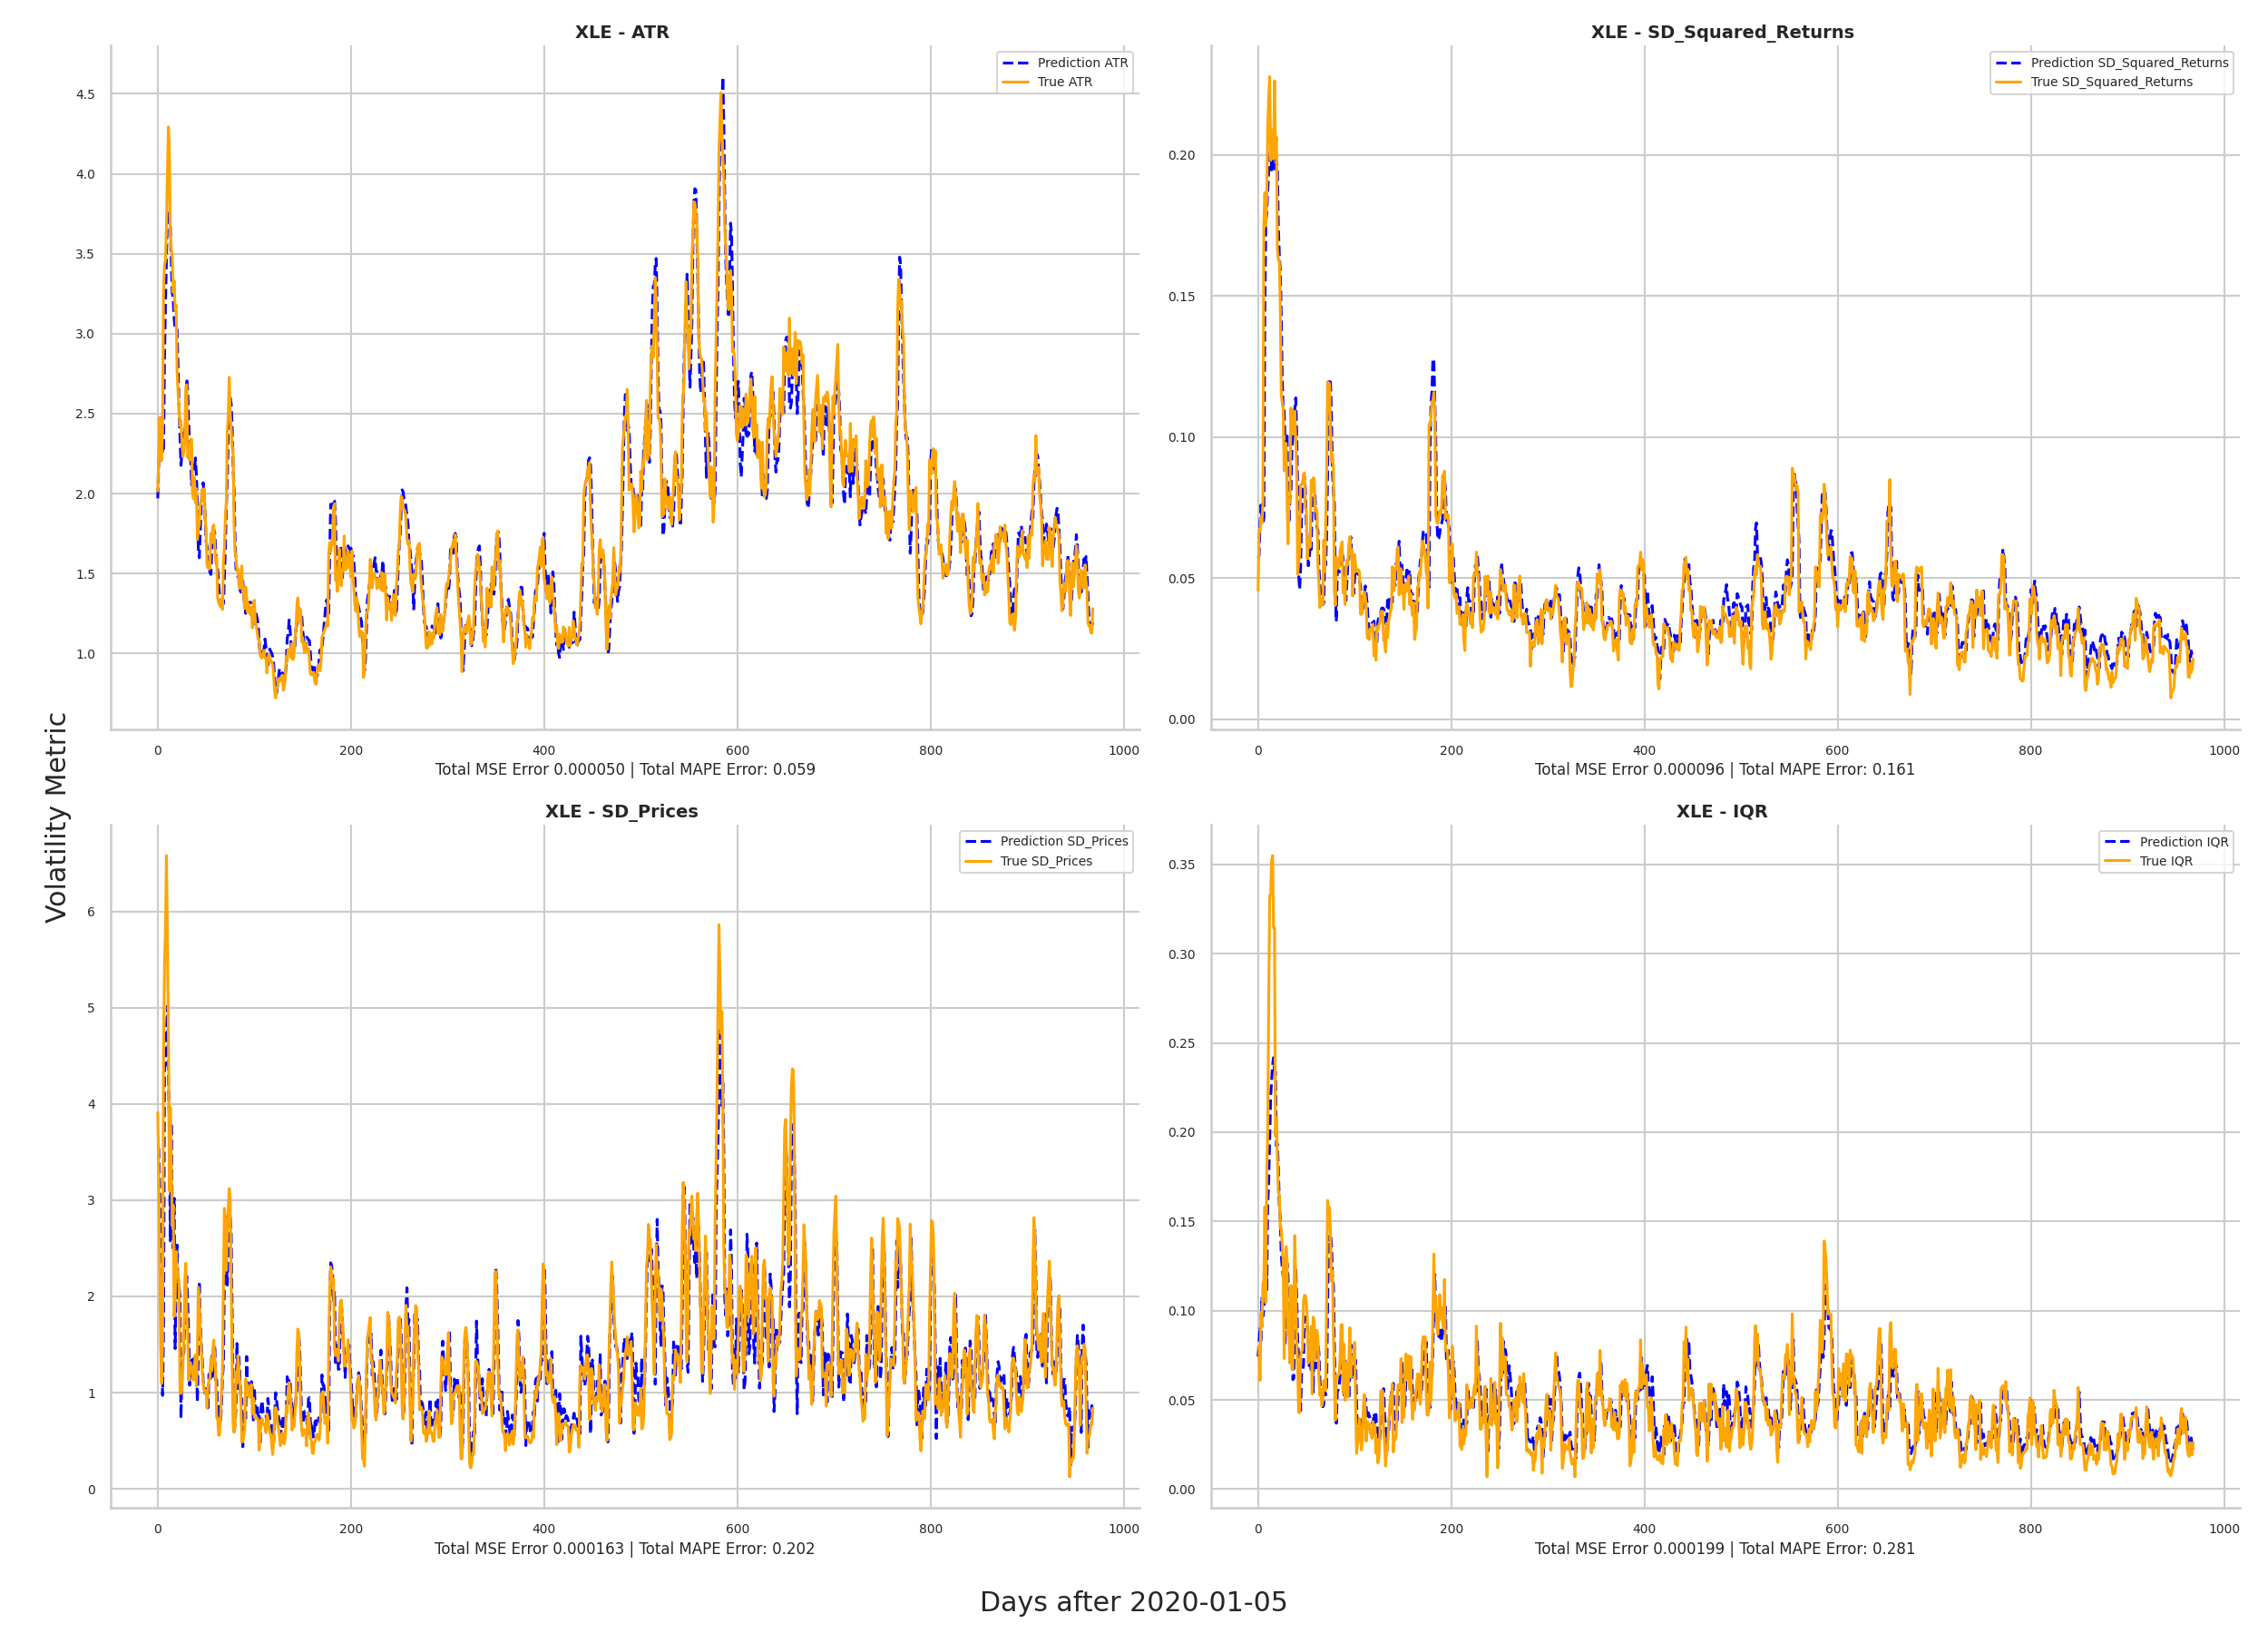 XLE - ATR
Prediction ATR
True ATR
4.5
4.0
3.5
3.0
2.5
2.0
1.5
1.0
0 200 400 600 800 1000
Total MSE Error 0.000050 | Total MAPE Error: 0.059
XLE - SD_Squared_Returns
Prediction SD_Squared_Returns
True SD_Squared_Returns
0.20
0.15
0.10
0.05
0.00
0 200 400 600 800 1000
Total MSE Error 0.000096 | Total MAPE Error: 0.161
Volatility Metric
XLE - SD_Prices
Prediction SD_Prices
True SD_Prices
6
5
4
3
2
1
0
0 200 400 600 800 1000
Total MSE Error 0.000163 | Total MAPE Error: 0.202
XLE - IQR
Prediction IQR
True IQR
0.35
0.30
0.25
0.20
0.15
0.10
0.05
0.00
0 200 400 600 800 1000
Total MSE Error 0.000199 | Total MAPE Error: 0.281
Days after 2020-01-05